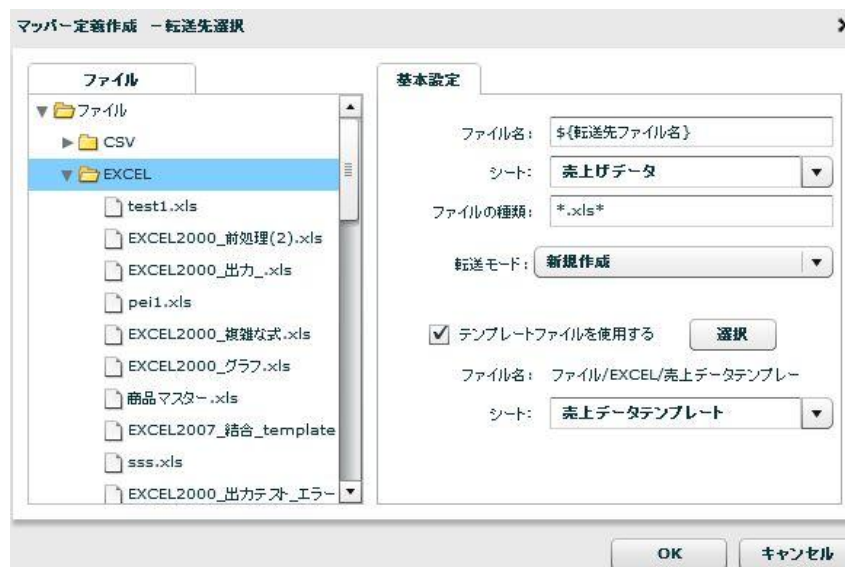 マッパー定義作成 －転送先選択
ファイル
ファイル
CSV
EXCEL
test1.xls
EXCEL2000_前処理(2).xls
EXCEL2000_出力_.xls
pei1.xls
EXCEL2000_複雑な式.xls
EXCEL2000_グラフ.xls
商品マスター.xls
EXCEL2007_結合_template
sss.xls
EXCEL2000_出力テスト_エラー
基本設定
ファイル名: ${転送先ファイル名}
シート: 売上げデータ
ファイルの種類: *.xls*
転送モード: 新規作成
テンプレートファイルを使用する 選択
ファイル名: ファイル/EXCEL/売上データテンプレー
シート: 売上データテンプレート
OK キャンセル